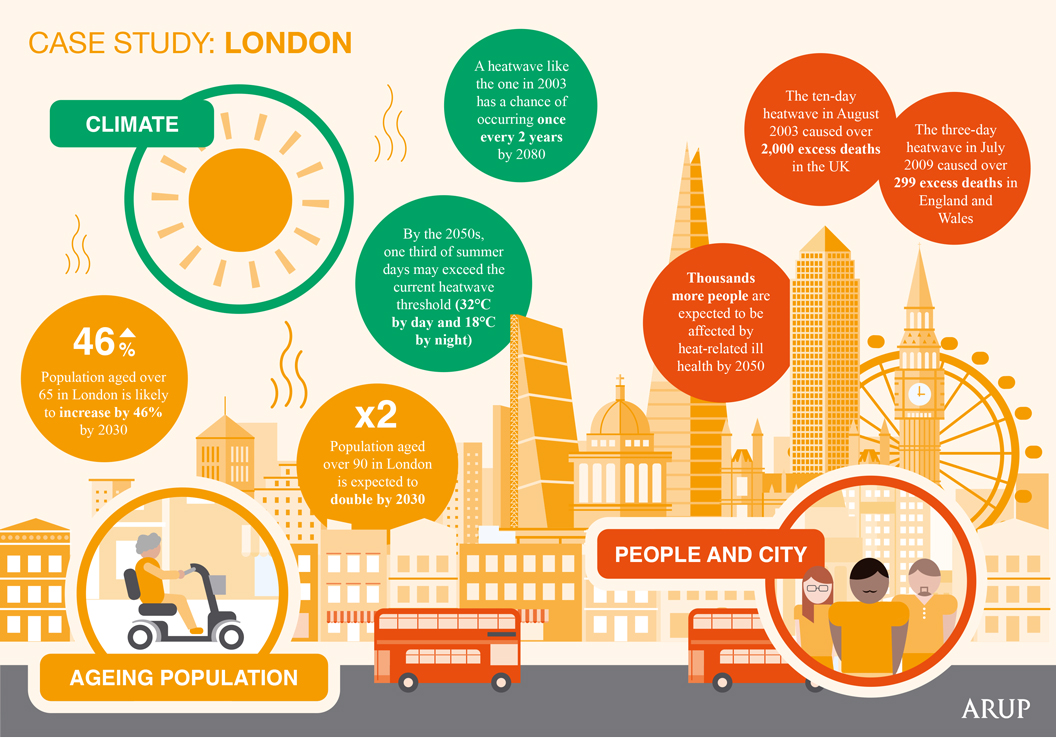 CASE STUDY: LONDON
CLIMATE
A heatwave like
the one in 2003
has a chance of
occurring once
every 2 years
by 2080
By the 2050s,
one third of summer
days may exceed the
current heatwave
threshold (32°C
by day and 18°C
by night)
The ten-day
heatwave in August
2003 caused over
2,000 excess deaths
in the UK
The three-day
heatwave in July
2009 caused over
299 excess deaths in
England and
Wales
Thousands
more people are
expected to be
affected by
heat-related ill
health by 2050
46%
Population aged over
65 in London is likely
to increase by 46%
by 2030
x2
Population aged
over 90 in London
is expected to
double by 2030
PEOPLE AND CITY
AGEING POPULATION
ARUP